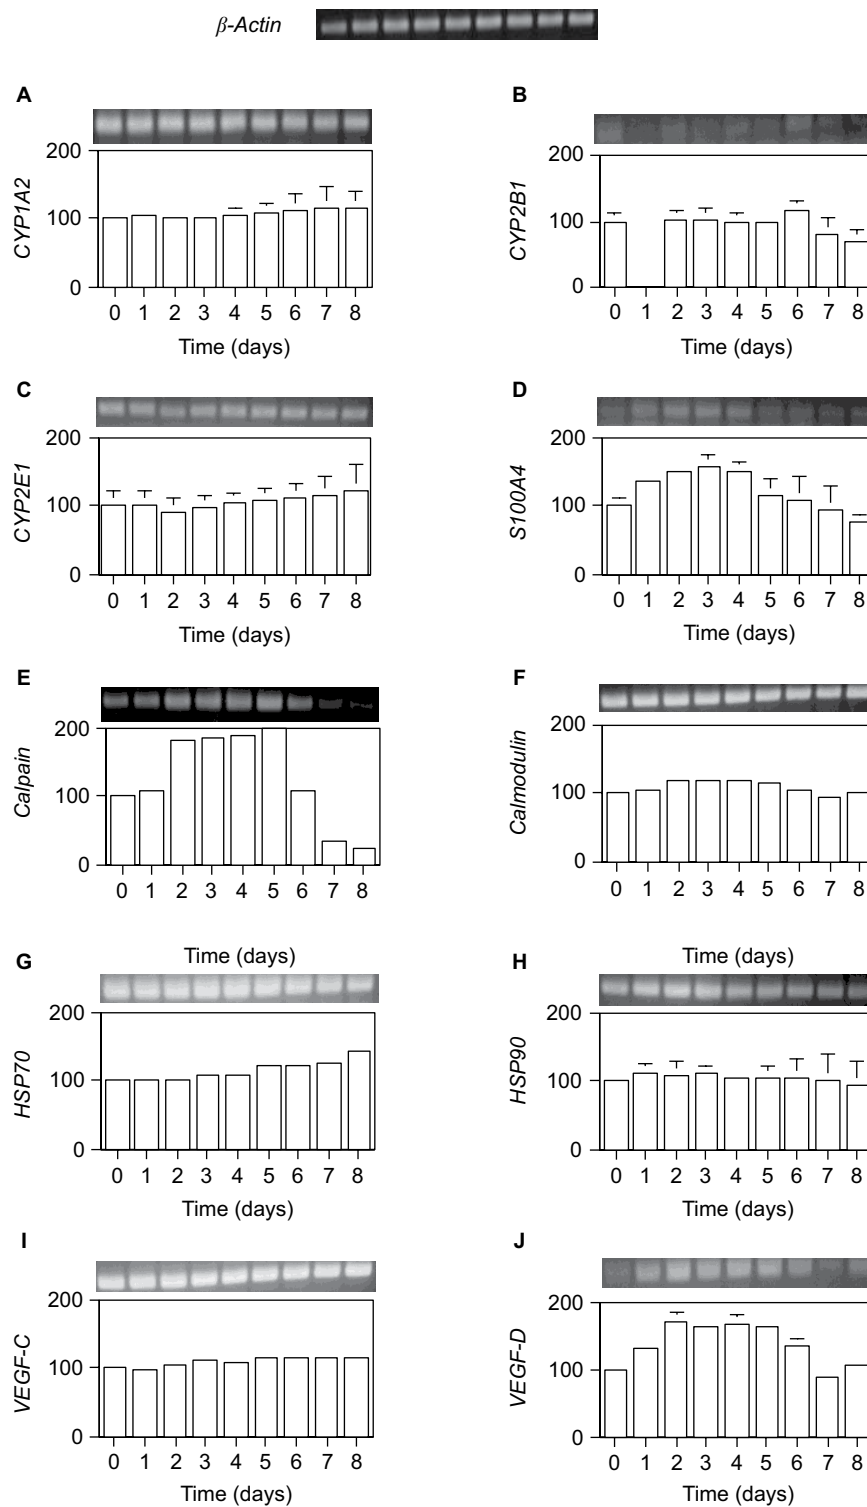 β-Actin
A
B
200
100
0
CYP1A2
0 1 2 3 4 5 6 7 8
Time (days)
200
100
0
CYP2B1
0 1 2 3 4 5 6 7 8
Time (days)
C
D
200
100
0
CYP2E1
0 1 2 3 4 5 6 7 8
Time (days)
200
100
0
S100A4
0 1 2 3 4 5 6 7 8
Time (days)
E
F
200
100
0
Calpain
0 1 2 3 4 5 6 7 8
Time (days)
200
100
0
Calmodulin
0 1 2 3 4 5 6 7 8
Time (days)
G
H
200
100
0
HSP70
0 1 2 3 4 5 6 7 8
Time (days)
200
100
0
HSP90
0 1 2 3 4 5 6 7 8
Time (days)
I
J
200
100
0
VEGF-C
0 1 2 3 4 5 6 7 8
Time (days)
200
100
0
VEGF-D
0 1 2 3 4 5 6 7 8
Time (days)